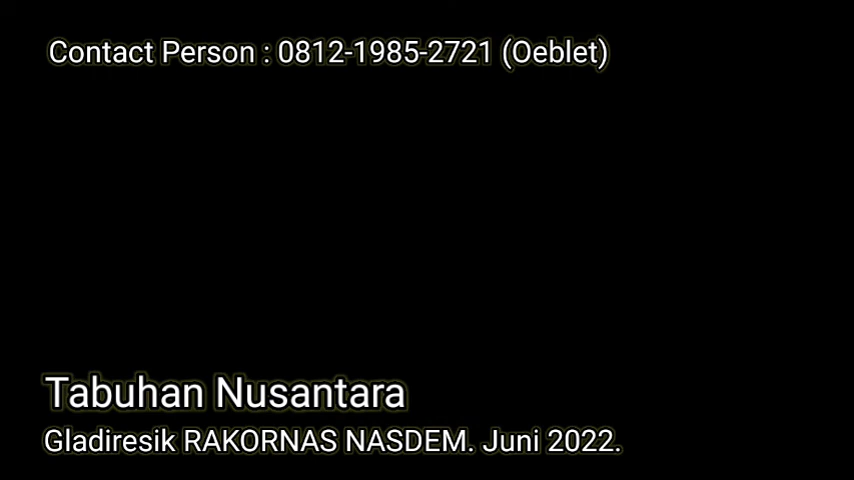 Contact Person : 0812-1985-2721 (Oeblet)
Tabuhan Nusantara
Gladiresik RAKORNAS NASDEM. Juni 2022.